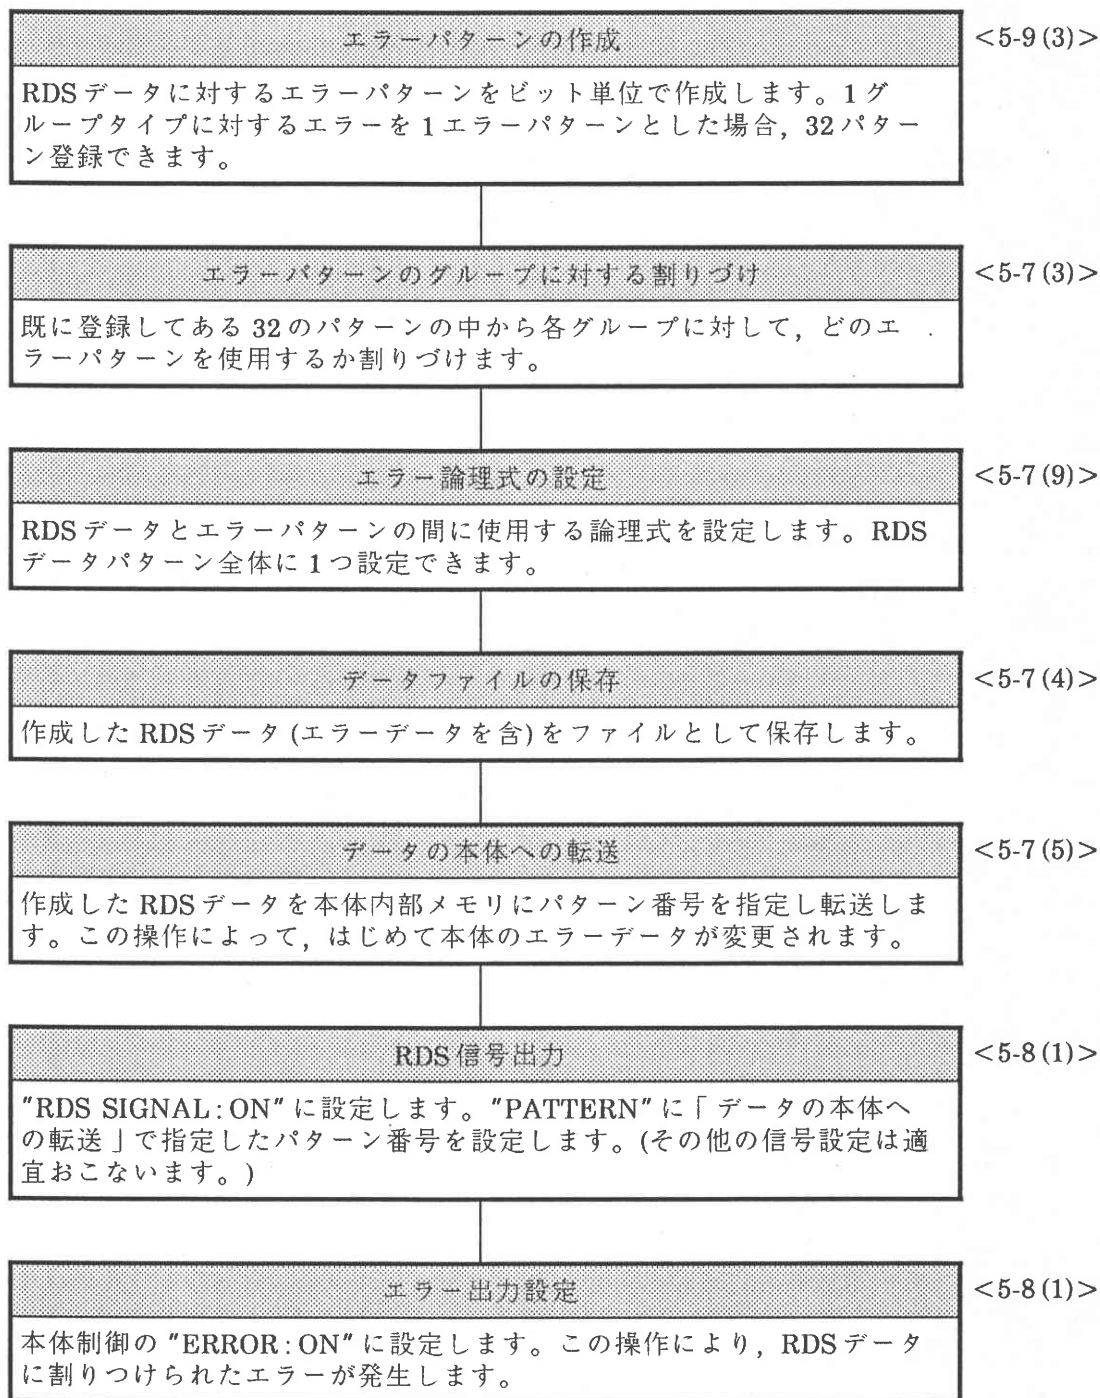 エラーパターンの作成
<5-9(3)>
RDSデータに対するエラーパターンをビット単位で作成します。1グ
ループタイプに対するエラーを1エラーパターンとした場合，32パター
ン登録できます。
エラーパターンのグループに対する割りづけ
<5-7(3)>
既に登録してある32のパターンの中から各グループに対して，どのエ
ラーパターンを使用するか割りづけます。
エラー論理式の設定
<5-7(9)>
RDSデータとエラーパターンの間に使用する論理式を設定します。RDS
データパターン全体に1つ設定できます。
データファイルの保存
<5-7(4)>
作成したRDSデータ(エラーデータを含)をファイルとして保存します。
データの本体への転送
<5-7(5)>
作成したRDSデータを本体内部メモリにパターン番号を指定し転送しま
す。この操作によって，はじめて本体のエラーデータが変更されます。
RDS信号出力
<5-8(1)>
"RDS SIGNAL:ON"に設定します。"PATTERN"に「データの本体へ
の転送」で指定したパターン番号を設定します。(その他の信号設定は適
宜おこないます。)
エラー出力設定
<5-8(1)>
本体制御の"ERROR:ON"に設定します。この操作により，RDSデータ
に割りつけられたエラーが発生します。